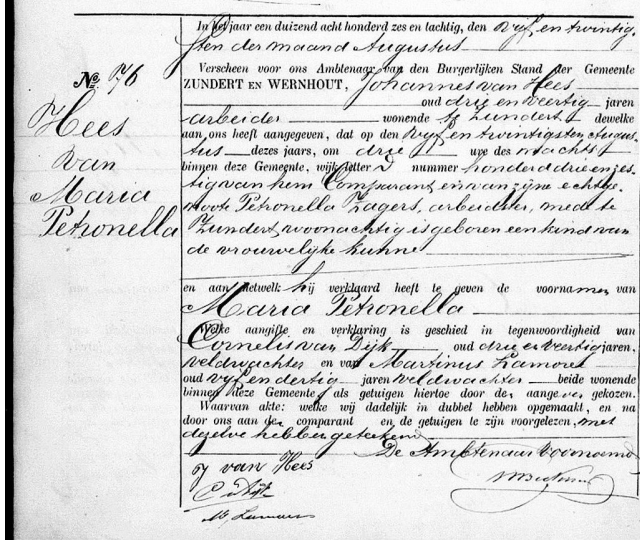 In het jaar een duizend acht honderd zes en tachtig, den vijf en twintig-
sten der maand Augustus
Verscheen voor ons Ambtenaar van den Burgerlijken Stand der Gemeente
ZUNDERT EN WERNHOUT, Johannes van Hees
oud drie en veertig jaren
arbeider wonende te Zundert dewelke
aan ons heeft aangegeven, dat op den vijf en twintigsten Augus-
tus dezes jaars, om drie ure des nachts
binnen deze Gemeente, wijk letter D nummer honderd drie en zes-
tig van hem Comparant, en van zijne echtge-
noote Petronella Zagers, arbeidster, mede te
Zundert woonachtig is geboren een kind van
de vrouwelijke kunne
en aan hetwelk hij verklaard heeft te geven de voornamen van
Maria Petronella
Welke aangifte en verklaring is geschied in tegenwoordigheid van
Cornelis van Dijk oud drie en veertig jaren,
veldwachter en van Martinus Lamoré
oud vijf en dertig jaren veldwachter beide wonende
binnen deze Gemeente, als getuigen hiertoe door den aangever gekozen.
Waarvan akte: welke wij dadelijk in dubbel hebben opgemaakt, en na
door ons aan de comparant en de getuigen te zijn voorgelezen, met
dezelve hebben geteekend
De Ambtenaar voornoemd
J van Hees
C v Dijk
No. 76
Hees
van
Maria
Petronella